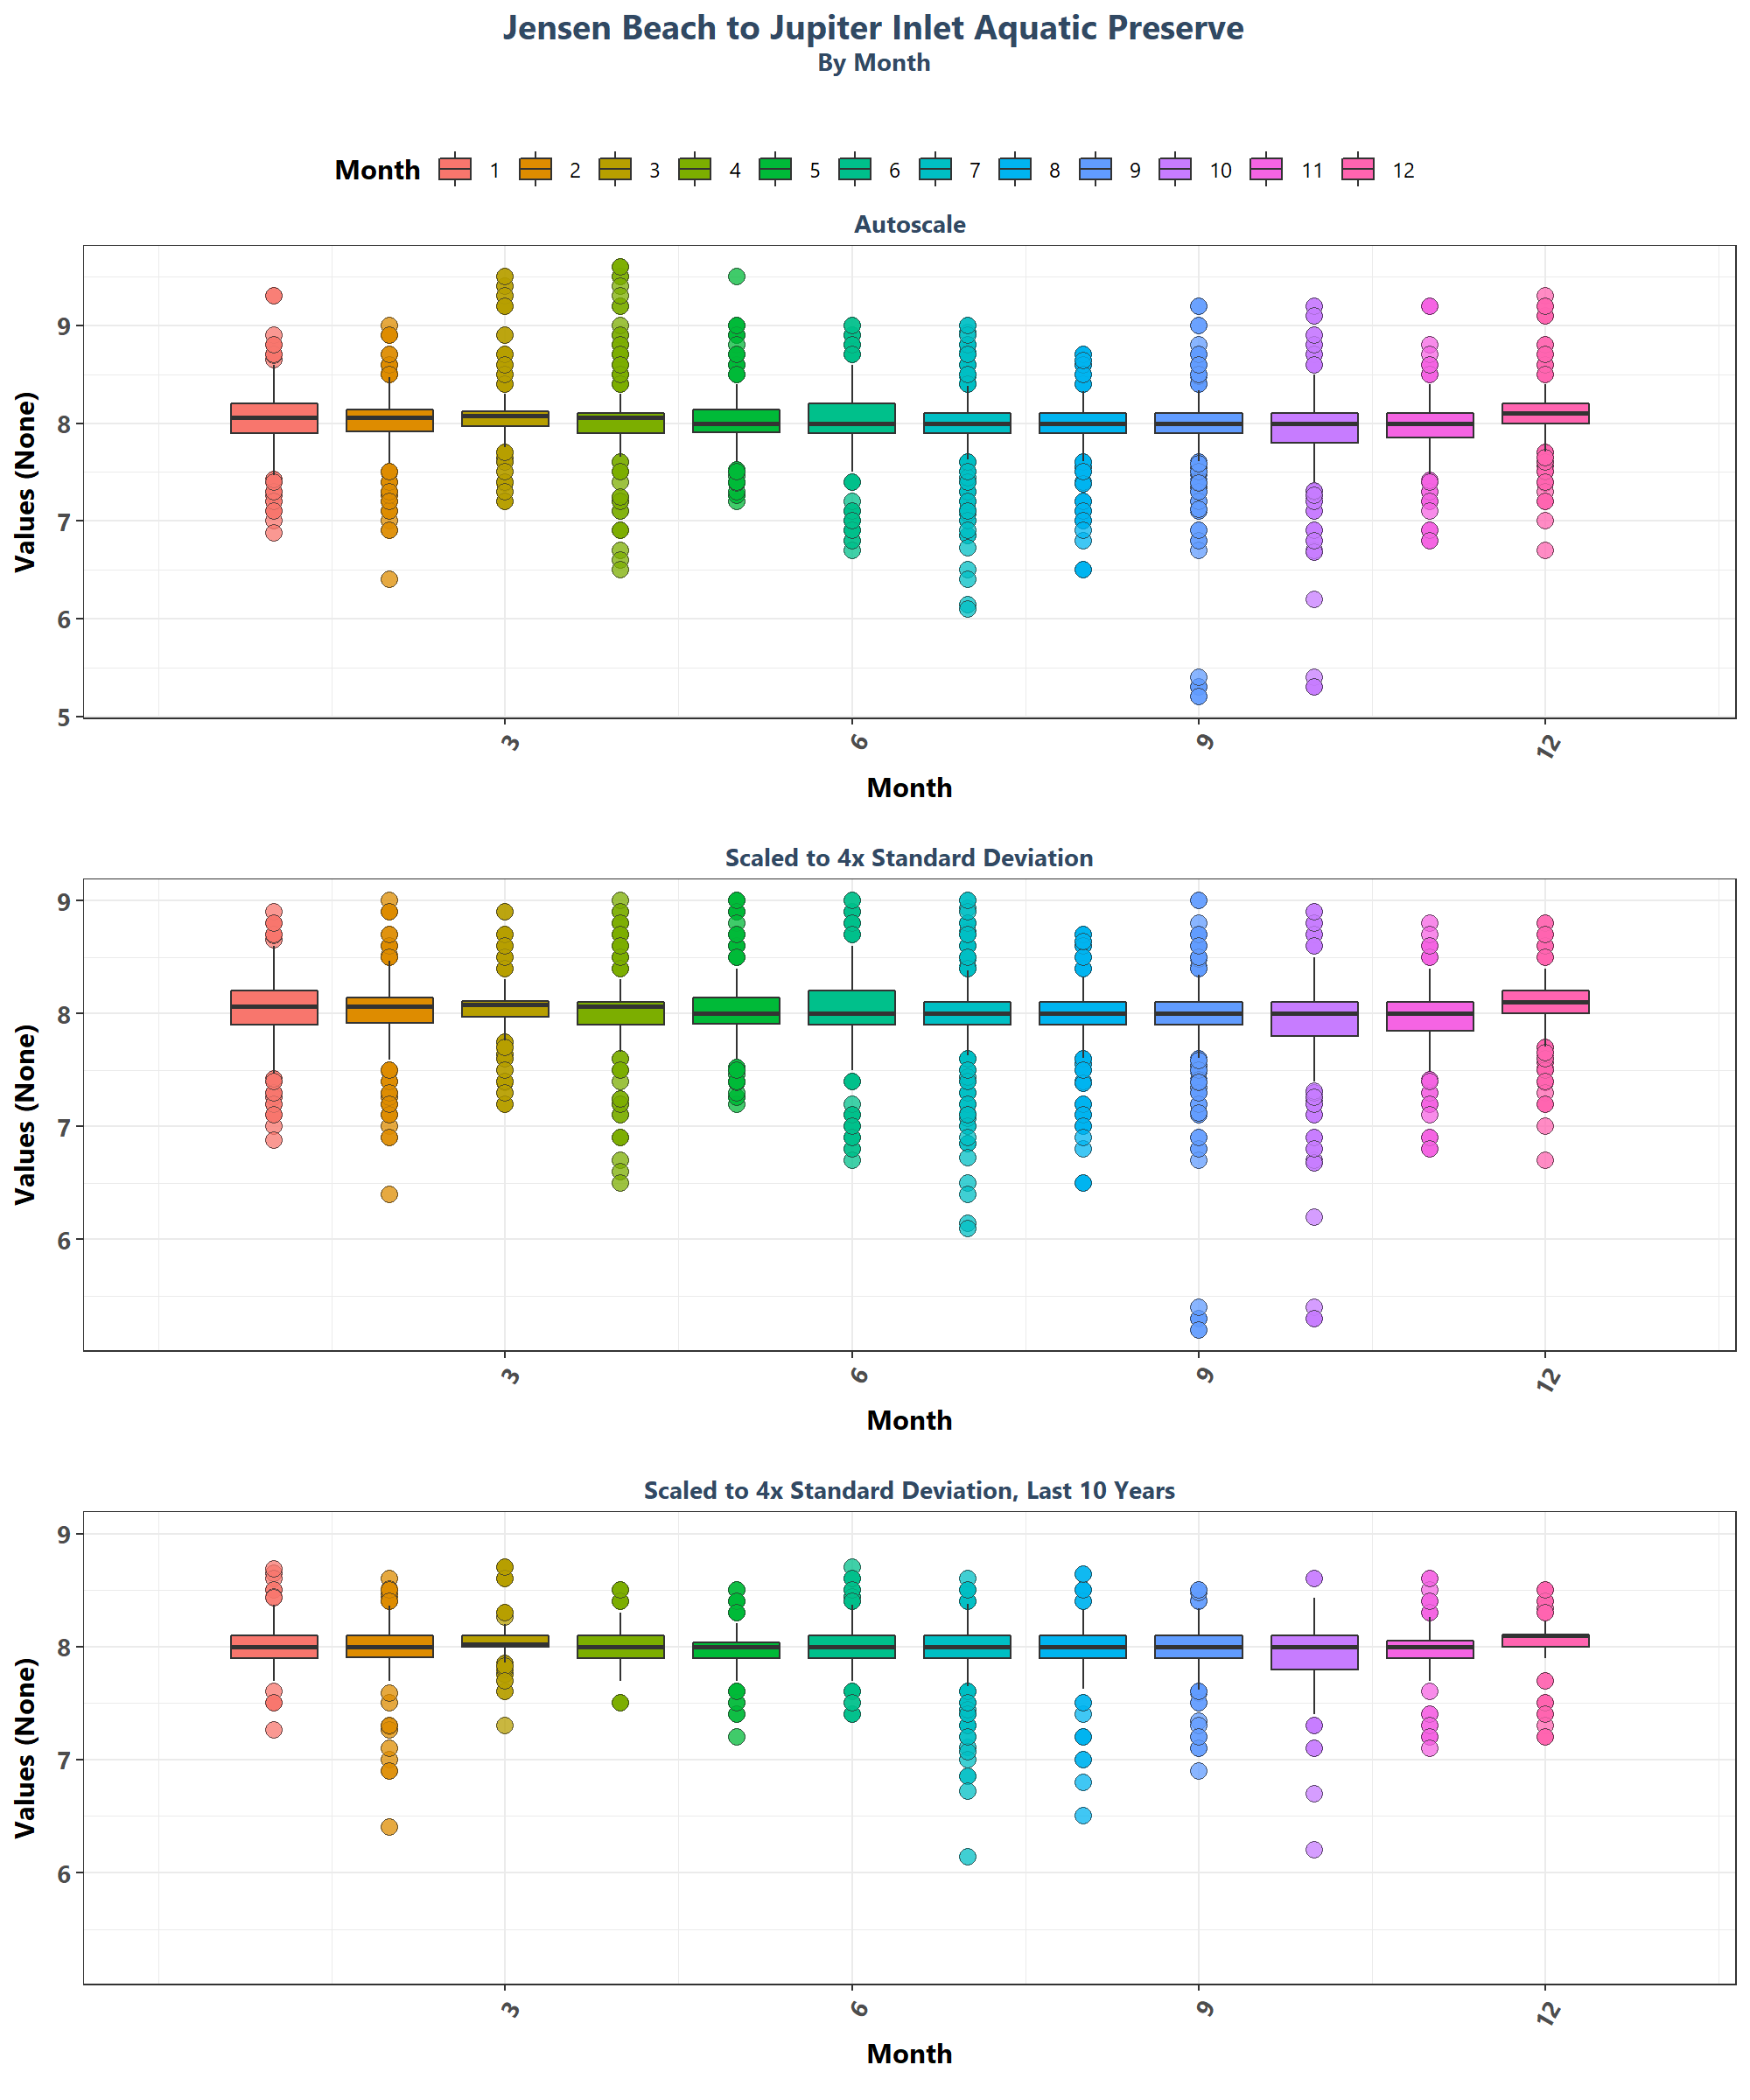 Jensen Beach to Jupiter Inlet Aquatic Preserve
By Month
Month 1 2 3 4 5 6 7 8 9 10 11 12
Autoscale
Values (None)
9
8
7
6
5
3 6 9 12
Month
Scaled to 4x Standard Deviation
Values (None)
9
8
7
6
3 6 9 12
Month
Scaled to 4x Standard Deviation, Last 10 Years
Values (None)
9
8
7
6
3 6 9 12
Month